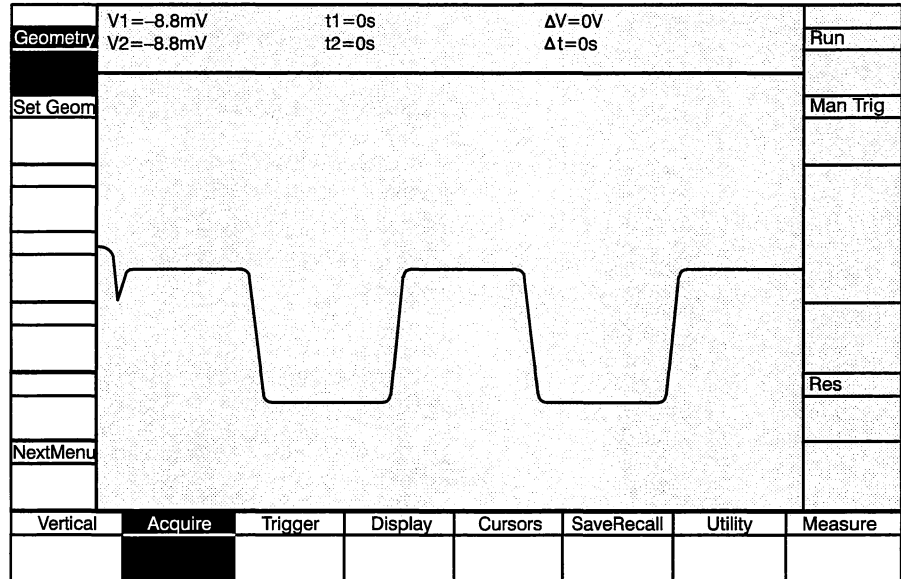 V1=–8.8mV t1=0s ΔV=0V
Geometry Run
V2=–8.8mV t2=0s Δt=0s
Set Geom Man Trig
Res
NextMenu
Vertical Acquire Trigger Display Cursors SaveRecall Utility Measure